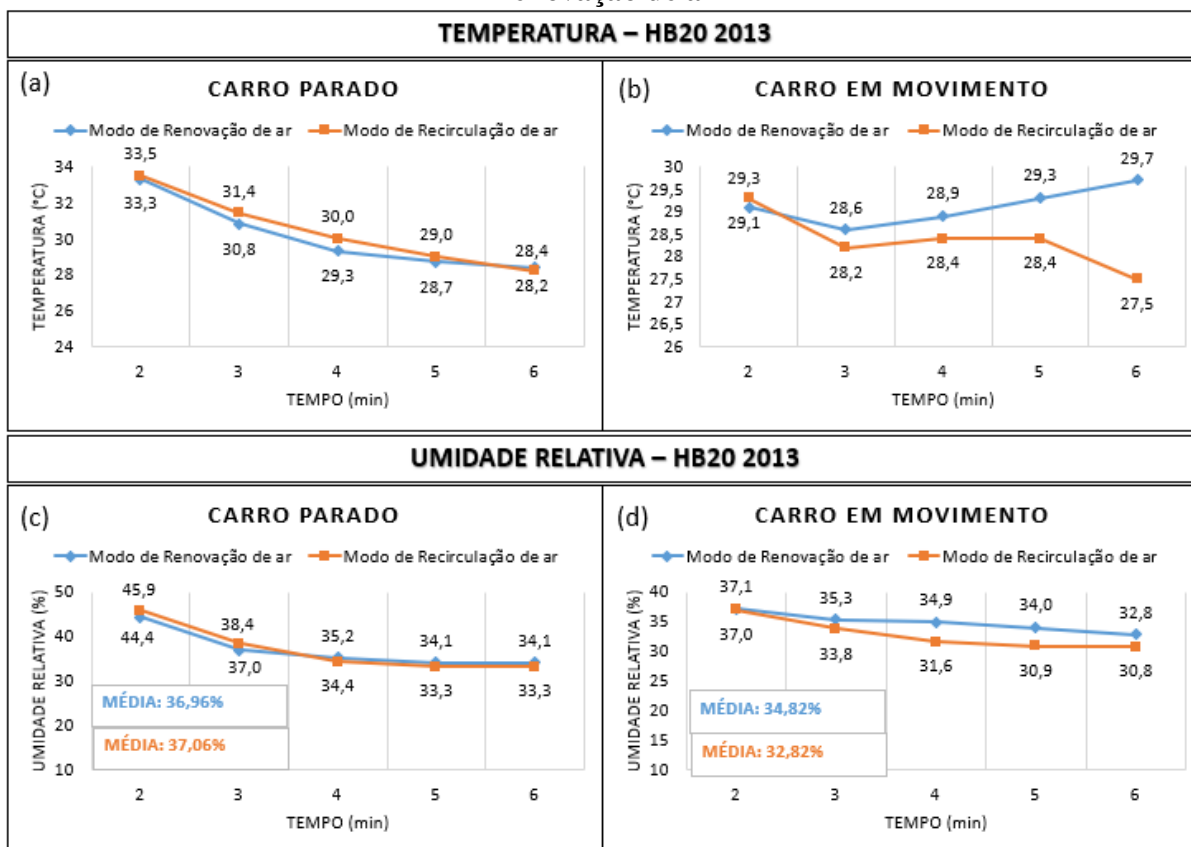 TEMPERATURA – HB20 2013
(a)
CARRO PARADO
Modo de Renovação de ar Modo de Recirculação de ar
TEMPERATURA (°C)
34
32
30
28
26
24
33,5
33,3
31,4
30,8
30,0
29,3
29,0
28,7
28,4
28,2
2 3 4 5 6
TEMPO (min)
(b)
CARRO EM MOVIMENTO
Modo de Renovação de ar Modo de Recirculação de ar
TEMPERATURA (°C)
30
29,5
29
28,5
28
27,5
27
26,5
26
29,3
29,1
28,6
28,2
28,9
28,4
29,3
28,4
29,7
27,5
2 3 4 5 6
TEMPO (min)
UMIDADE RELATIVA – HB20 2013
(c)
CARRO PARADO
Modo de Renovação de ar Modo de Recirculação de ar
UMIDADE RELATIVA (%)
50
40
30
20
10
45,9
44,4
38,4
37,0
35,2
34,4
34,1
33,3
34,1
33,3
MÉDIA: 36,96%
MÉDIA: 37,06%
2 3 4 5 6
TEMPO (min)
(d)
CARRO EM MOVIMENTO
Modo de Renovação de ar Modo de Recirculação de ar
UMIDADE RELATIVA (%)
40
35
30
25
20
15
10
37,1
37,0
35,3
33,8
34,9
31,6
34,0
30,9
32,8
30,8
MÉDIA: 34,82%
MÉDIA: 32,82%
2 3 4 5 6
TEMPO (min)